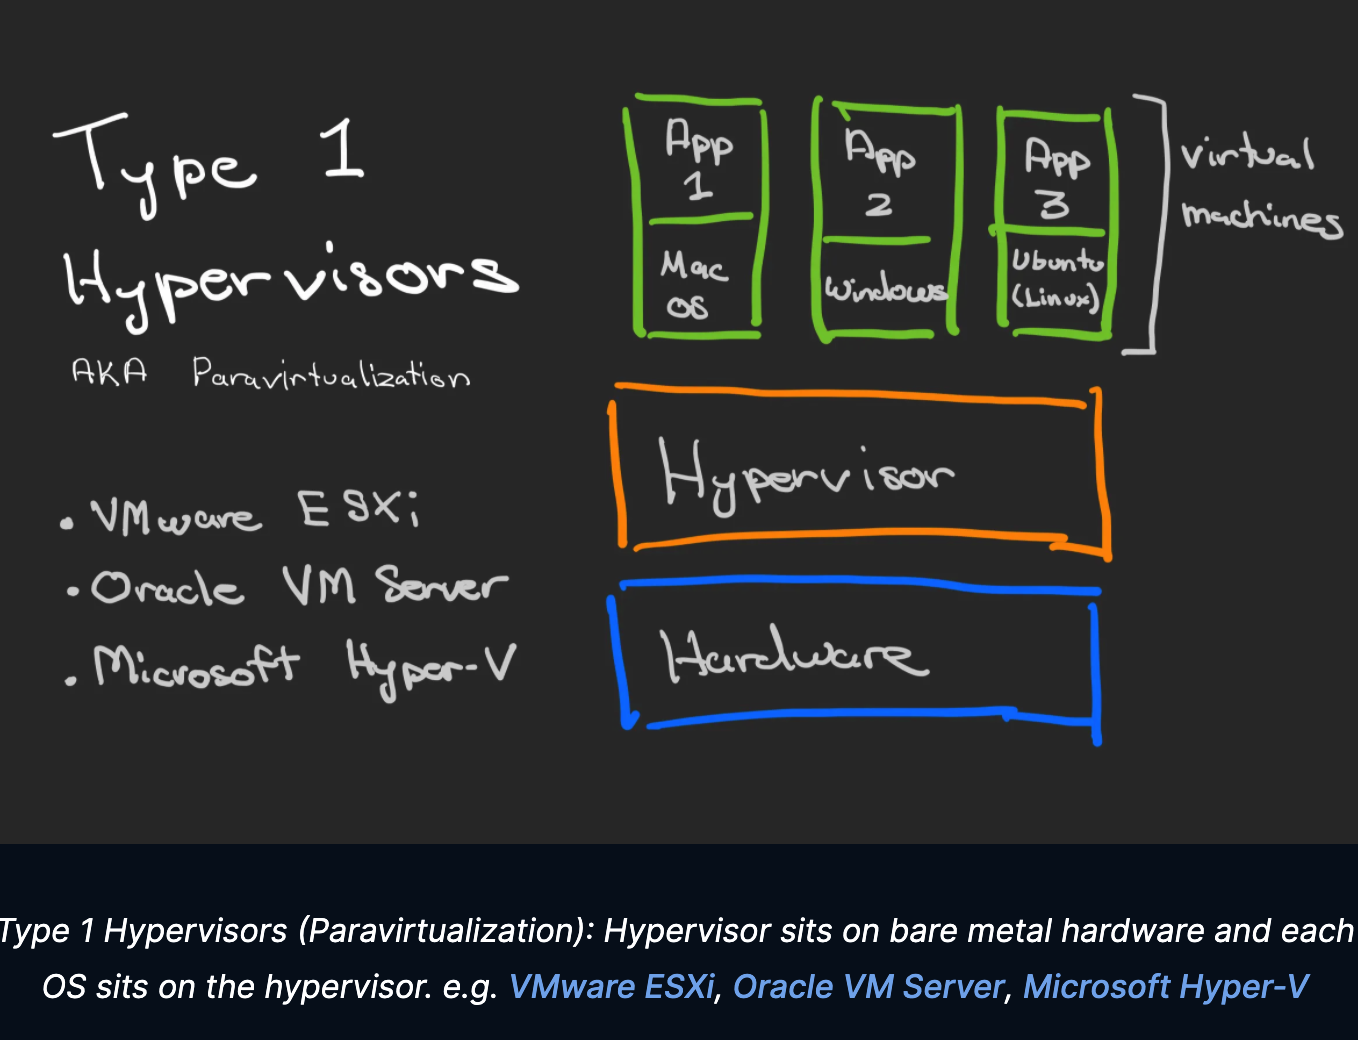 Type 1
Hypervisors
AKA Paravirtualization
• VMware ESXi
• Oracle VM Server
• Microsoft Hyper-V
App
1
Mac
OS
App
2
Windows
App
3
Ubuntu
(Linux)
virtual
machines
Hypervisor
Hardware
Type 1 Hypervisors (Paravirtualization): Hypervisor sits on bare metal hardware and each
OS sits on the hypervisor. e.g. VMware ESXi, Oracle VM Server, Microsoft Hyper-V